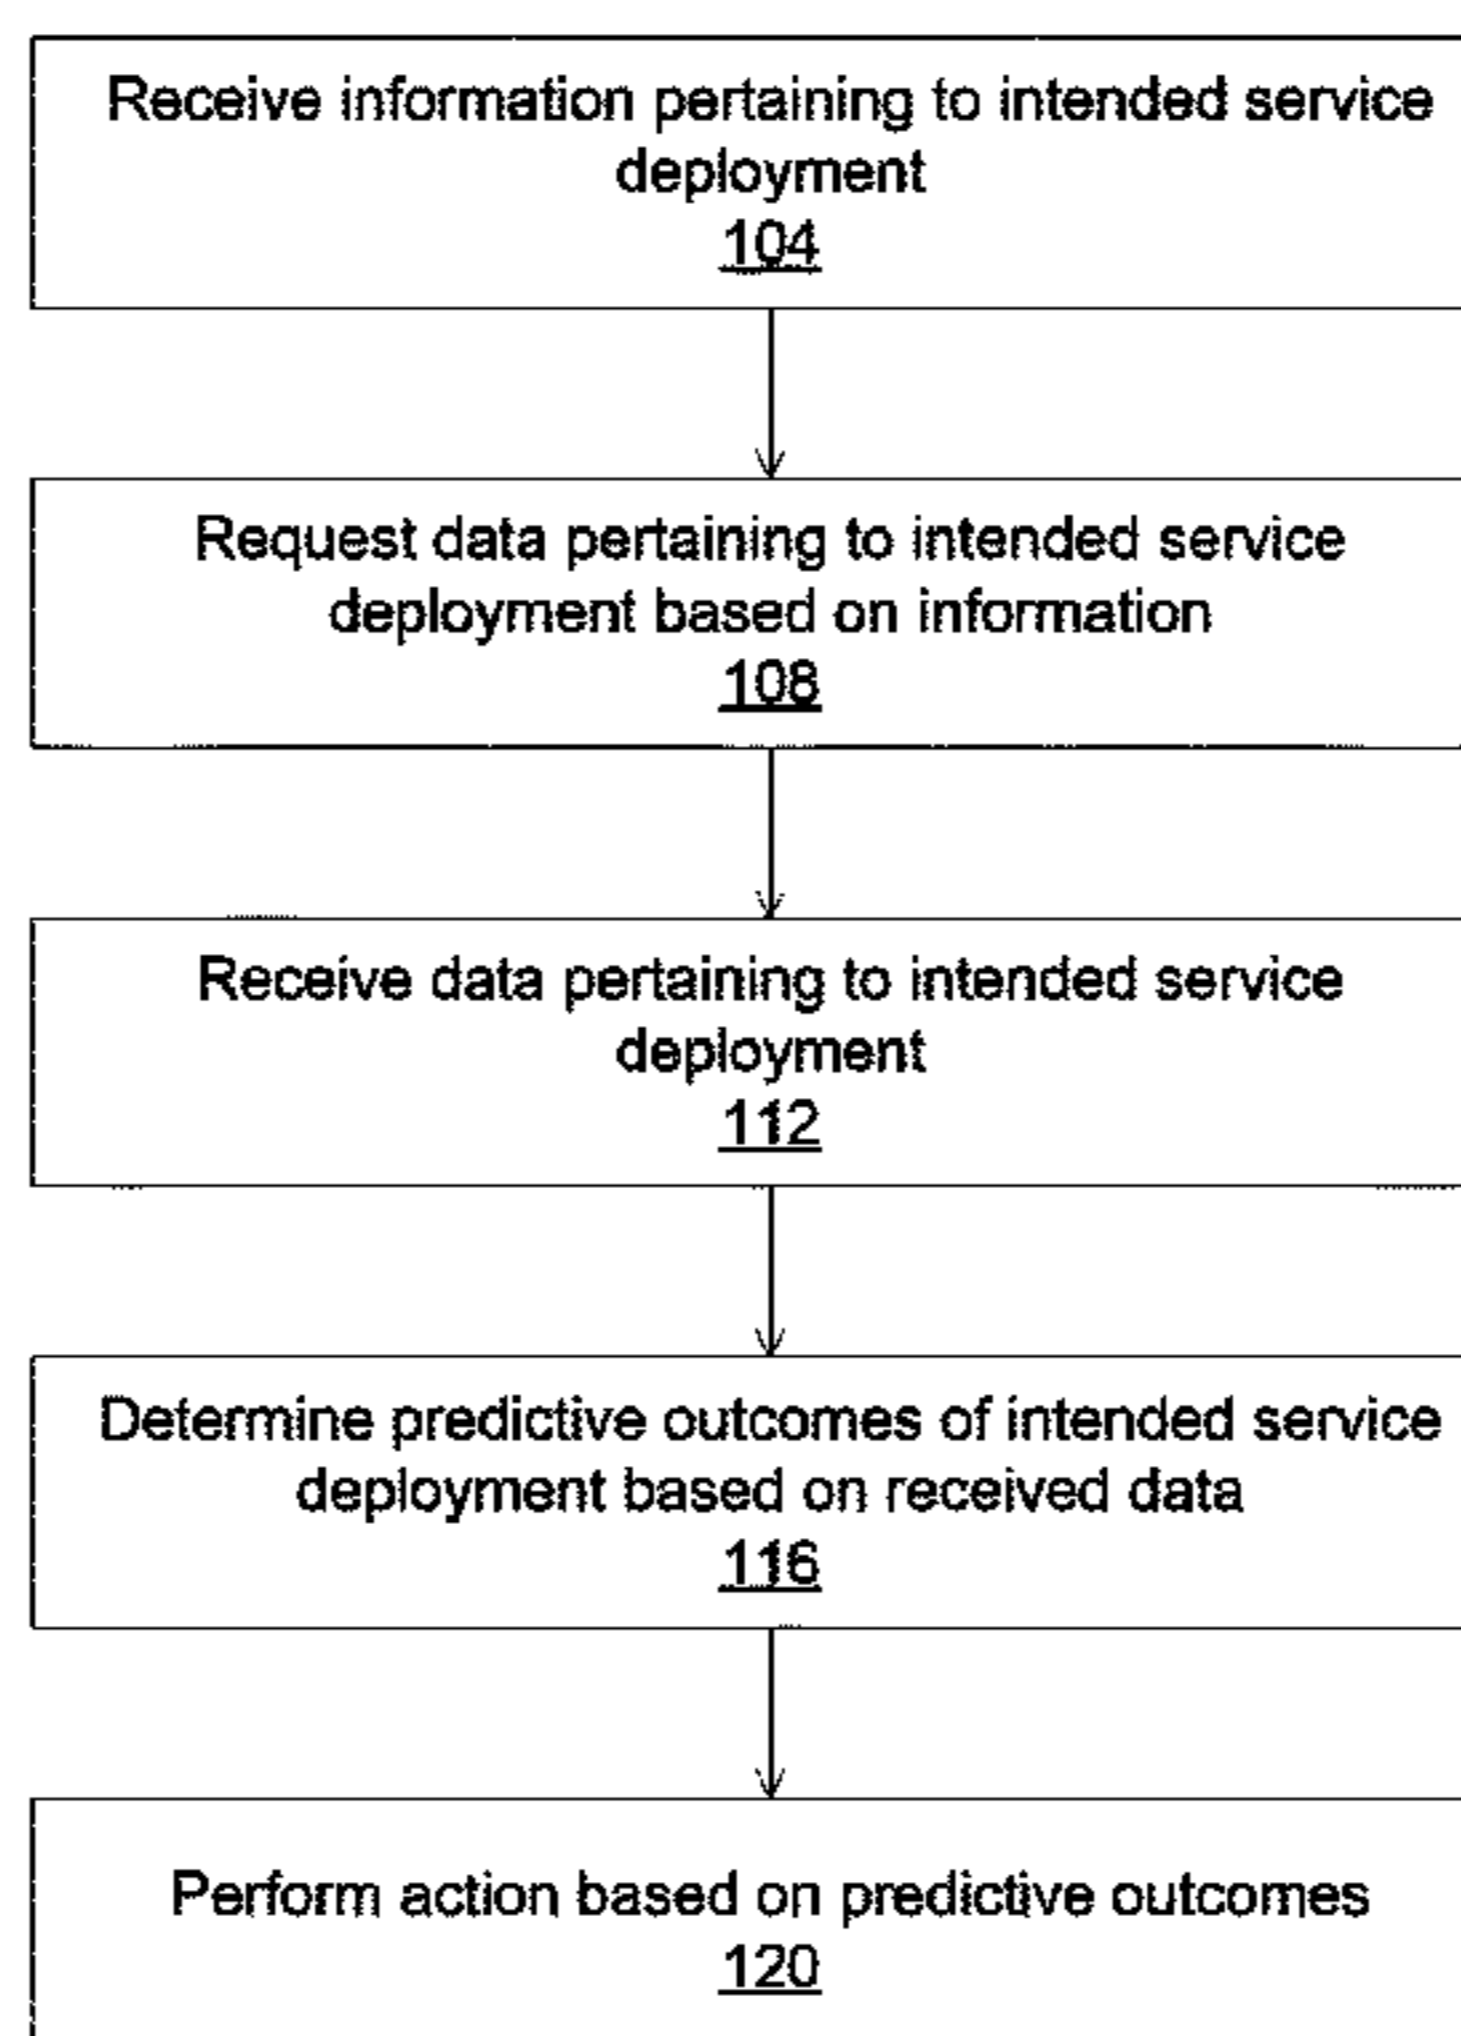 Receive information pertaining to intended service
deployment
104
Request data pertaining to intended service
deployment based on information
108
Receive data pertaining to intended service
deployment
112
Determine predictive outcomes of intended service
deployment based on received data
116
Perform action based on predictive outcomes
120